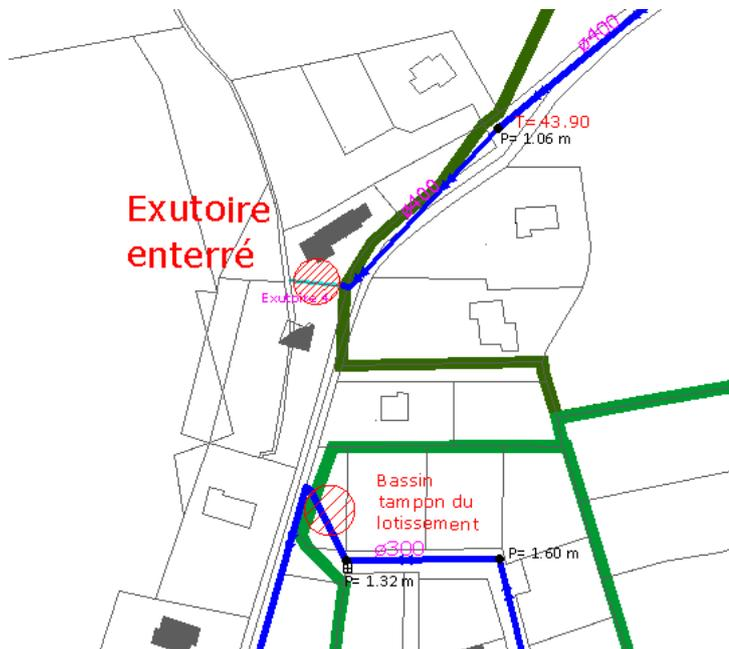 ø400
T= 43.90
P= 1.06 m
ø400
Exutoire
enterré
Exutoire 4
Bassin
tampon du
lotissement
ø300
P= 1.60 m
P= 1.32 m